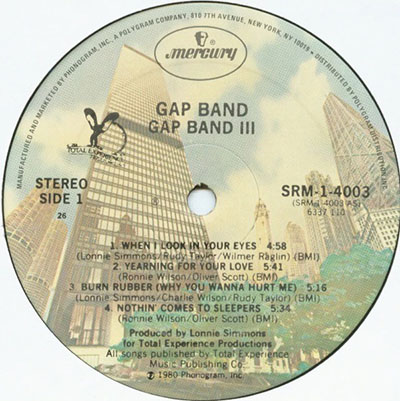 MANUFACTURED AND MARKETED BY PHONOGRAM, INC. A POLYGRAM COMPANY, 810 7TH AVENUE, NEW YORK, N.Y. 10019 • DISTRIBUTED BY POLYGRAM DISTRIBUTION, INC.
mercury
GAP BAND
GAP BAND III
TOTAL EXPERIENCE
STEREO
SIDE 1
26
SRM-1-4003
(SRM-1-4003 AS)
6337 110
1. WHEN I LOOK IN YOUR EYES 4:58
(Lonnie Simmons/Rudy Taylor/Wilmer Raglin) (BMI)
2. YEARNING FOR YOUR LOVE 5:41
(Ronnie Wilson/Oliver Scott) (BMI)
3. BURN RUBBER (WHY YOU WANNA HURT ME) 5:16
(Lonnie Simmons/Charlie Wilson/Rudy Taylor) (BMI)
4. NOTHIN' COMES TO SLEEPERS 5:34
(Ronnie Wilson/Oliver Scott) (BMI)
Produced by Lonnie Simmons
for Total Experience Productions
All songs published by Total Experience
Music Publishing Co.
℗ 1980 Phonogram, Inc.